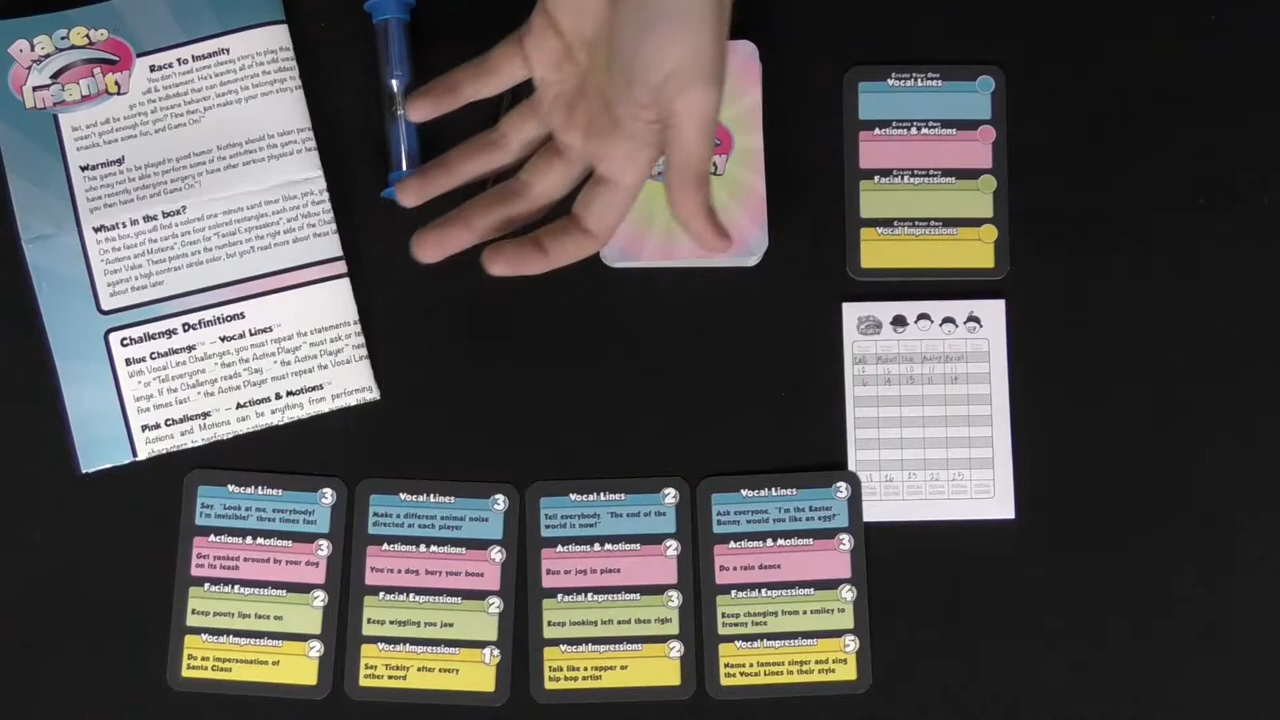 Race to
Insanity
Race To Insanity
You don't need some cheesy story to play this
will & testament. He's leaving all of his wild
go to the individual that can demonstrate the wildest
list, and will be scoring all insane behavior, leaving his belongings to
wasn't good enough for you? Fine then, just make up your own story
snacks, have some fun, and Game On!"
Warning!
This game is to be played in good humor. Nothing should be taken
who may not be able to perform some of the activities in this game,
have recently undergone surgery or have other serious physical or
you then have fun and Game On"!
What's in the box?
In this box, you will find a colored one-minute sand timer (blue, pink,
On the face of the cards are four colored rectangles, each one of them
"Actions and Motions", Green for "Facial Expressions", and Yellow for
Point Value. These points are the numbers on the right side of the
against a high contrast circle color, but you'll read more about these
about these later.
Challenge Definitions
Blue Challenge™ – Vocal Lines™
With Vocal Line Challenges, you must repeat the statements
..." or "Tell everyone..." then the Active Player™ must ask or
lenge. If the Challenge reads "Say ..." the Active Player™
five times fast..." the Active Player must repeat the Vocal
Pink Challenge™ – Actions & Motions™
Actions and Motions can be anything from performing
Create Your Own
Vocal Lines
Create Your Own
Actions & Motions
Create Your Own
Facial Expressions
Create Your Own
Vocal Impressions
12 12 10 11 11
6 14 13 11 14
Vocal Lines 3
Say, "Look at me, everybody!
I'm invisible!" three times fast
Actions & Motions 3
Get yanked around by your dog
on its leash
Facial Expressions 2
Keep pouty lips face on
Vocal Impressions 2
Do an impersonation of
Santa Claus
Vocal Lines 3
Make a different animal noise
directed at each player
Actions & Motions 4
You're a dog, bury your bone
Facial Expressions 2
Keep wiggling you jaw
Vocal Impressions 1*
Say "Tickity" after every
other word
Vocal Lines 2
Tell everybody, "The end of the
world is now!"
Actions & Motions 2
Run or jog in place
Facial Expressions 3
Keep looking left and then right
Vocal Impressions 2
Talk like a rapper or
hip-hop artist
Vocal Lines 3
Ask everyone, "I'm the Easter
Bunny, would you like an egg?"
Actions & Motions 3
Do a rain dance
Facial Expressions 4
Keep changing from a smiley to
frowny face
Vocal Impressions 5
Name a famous singer and sing
the Vocal Lines in their style